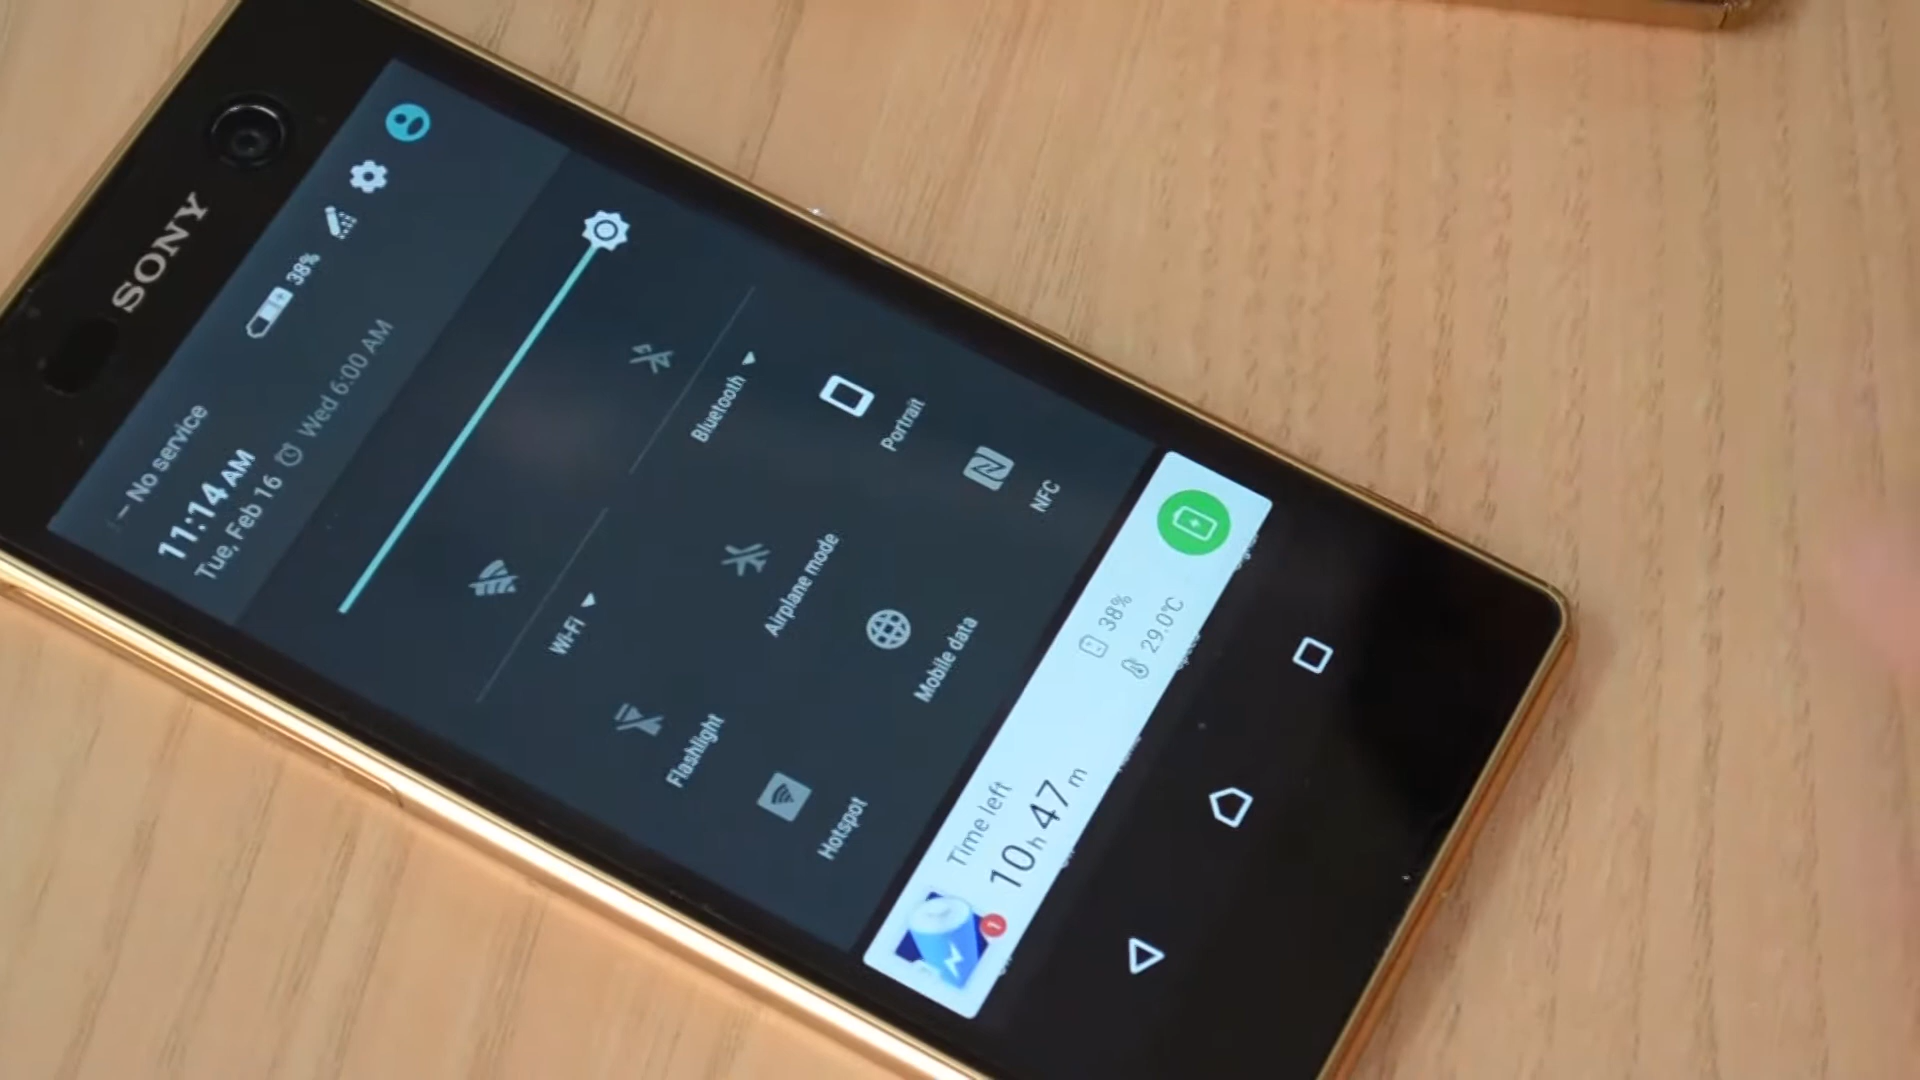 SONY
No service
38%
11:14 AM
Tue, Feb 16 Wed 6:00 AM
Wi-Fi
Bluetooth
Flashlight
Airplane mode
Portrait
Hotspot
Mobile data
NFC
Time left
10h 47m
38%
29.0°C
1